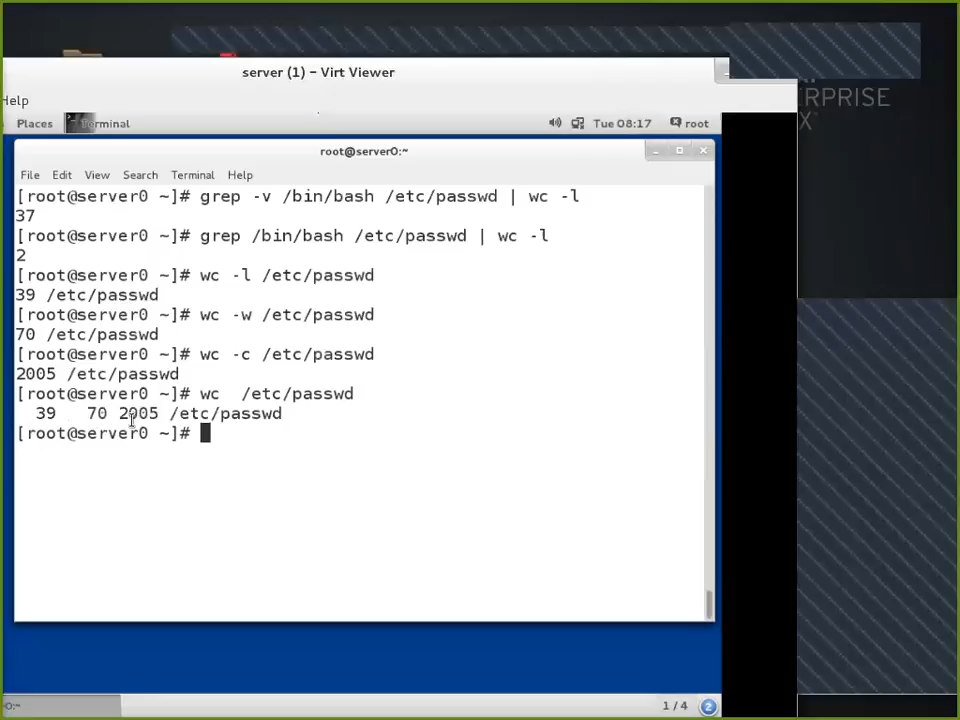 server (1) – Virt Viewer
ERPRISE
X
Help
Places
Terminal
Tue 08:17
root
root@server0:~
File Edit View Search Terminal Help
[root@server0 ~]# grep -v /bin/bash /etc/passwd | wc -l
37
[root@server0 ~]# grep /bin/bash /etc/passwd | wc -l
2
[root@server0 ~]# wc -l /etc/passwd
39 /etc/passwd
[root@server0 ~]# wc -w /etc/passwd
70 /etc/passwd
[root@server0 ~]# wc -c /etc/passwd
2005 /etc/passwd
[root@server0 ~]# wc  /etc/passwd
  39   70 2005 /etc/passwd
[root@server0 ~]#
1 / 4
2